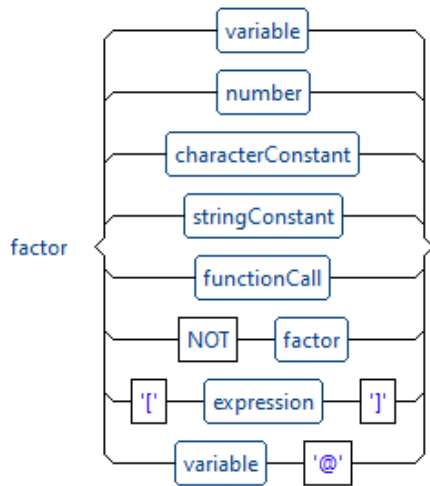 variable
number
characterConstant
stringConstant
factor
functionCall
NOT factor
'[' expression ']'
variable '@'